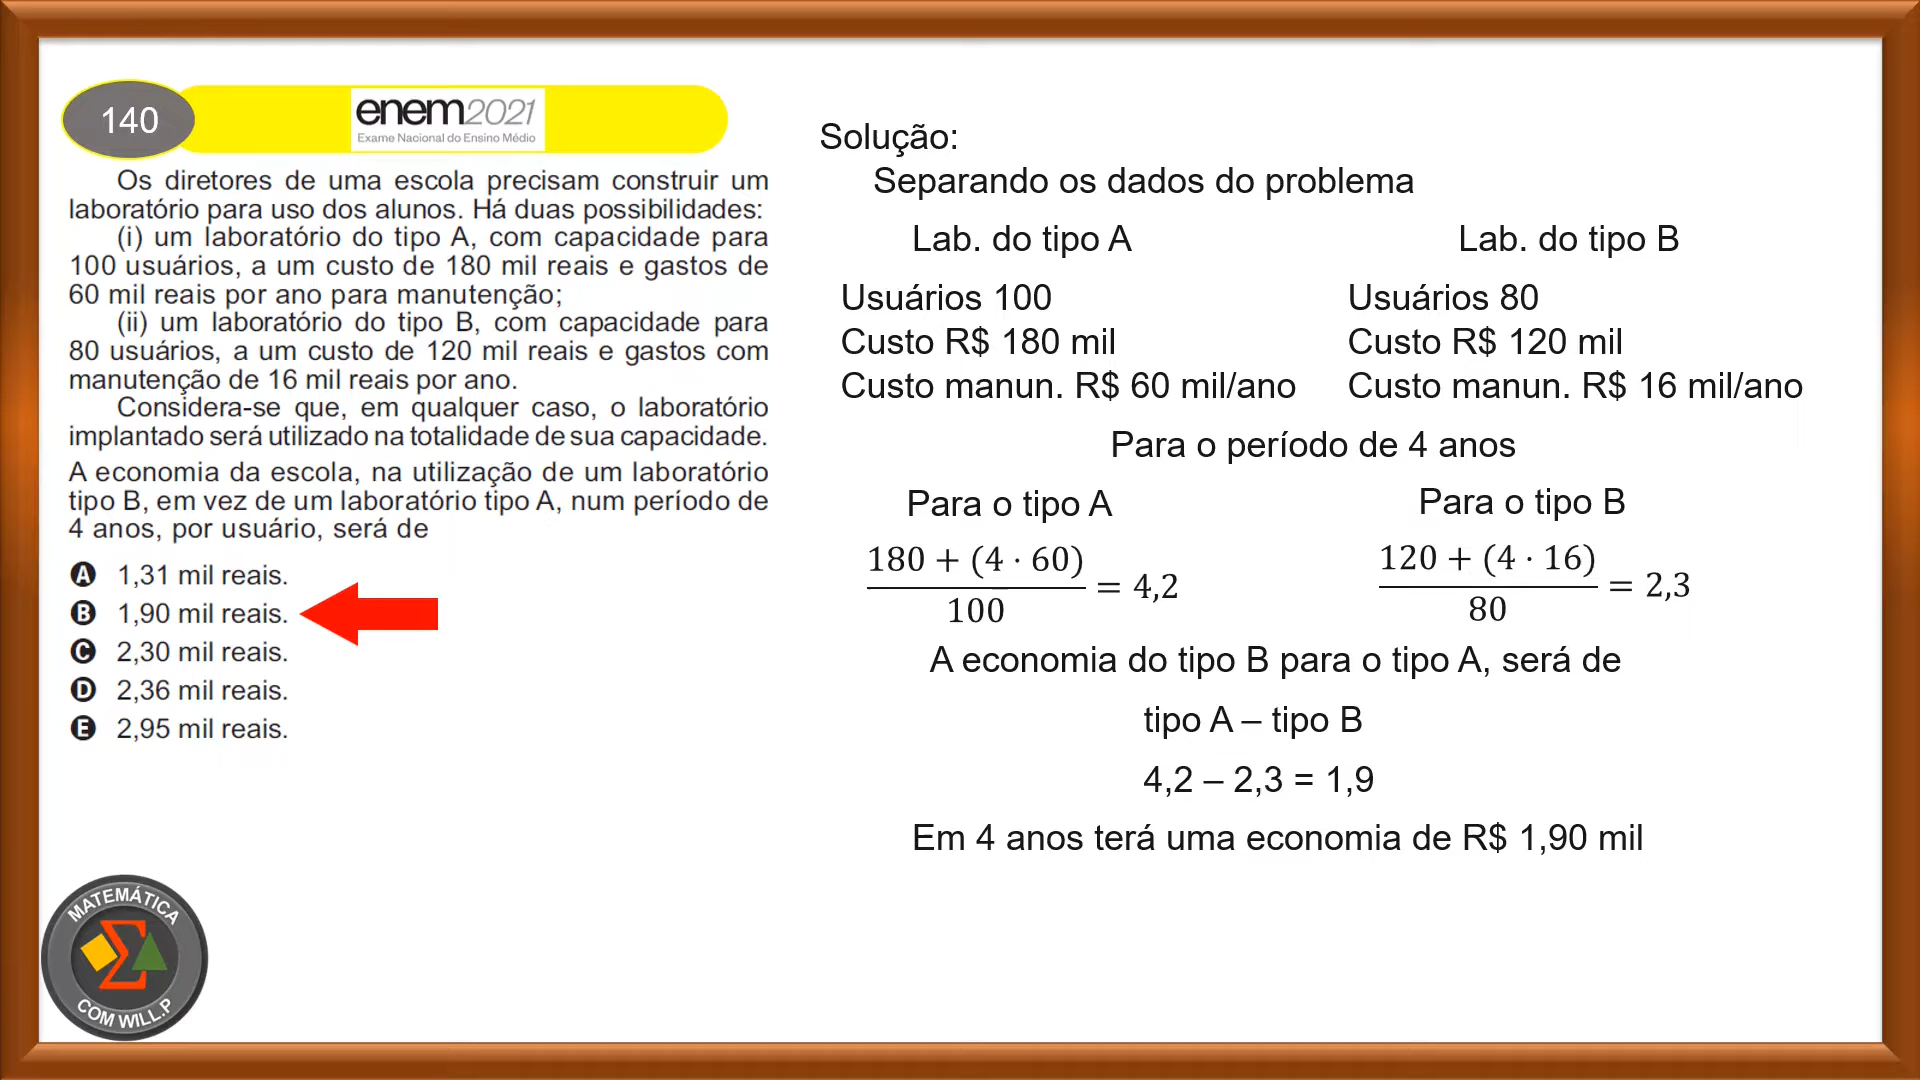 140
enem2021
Exame Nacional do Ensino Médio
Os diretores de uma escola precisam construir um
laboratório para uso dos alunos. Há duas possibilidades:
(i) um laboratório do tipo A, com capacidade para
100 usuários, a um custo de 180 mil reais e gastos de
60 mil reais por ano para manutenção;
(ii) um laboratório do tipo B, com capacidade para
80 usuários, a um custo de 120 mil reais e gastos com
manutenção de 16 mil reais por ano.
Considera-se que, em qualquer caso, o laboratório
implantado será utilizado na totalidade de sua capacidade.
A economia da escola, na utilização de um laboratório
tipo B, em vez de um laboratório tipo A, num período de
4 anos, por usuário, será de
A 1,31 mil reais.
B 1,90 mil reais.
C 2,30 mil reais.
D 2,36 mil reais.
E 2,95 mil reais.
MATEMÁTICA
COM WILL.P
Solução:
Separando os dados do problema
Lab. do tipo A
Lab. do tipo B
Usuários 100
Custo R$ 180 mil
Custo manun. R$ 60 mil/ano
Usuários 80
Custo R$ 120 mil
Custo manun. R$ 16 mil/ano
Para o período de 4 anos
Para o tipo A
180 + (4 · 60)
100
= 4,2
Para o tipo B
120 + (4 · 16)
80
= 2,3
A economia do tipo B para o tipo A, será de
tipo A – tipo B
4,2 – 2,3 = 1,9
Em 4 anos terá uma economia de R$ 1,90 mil